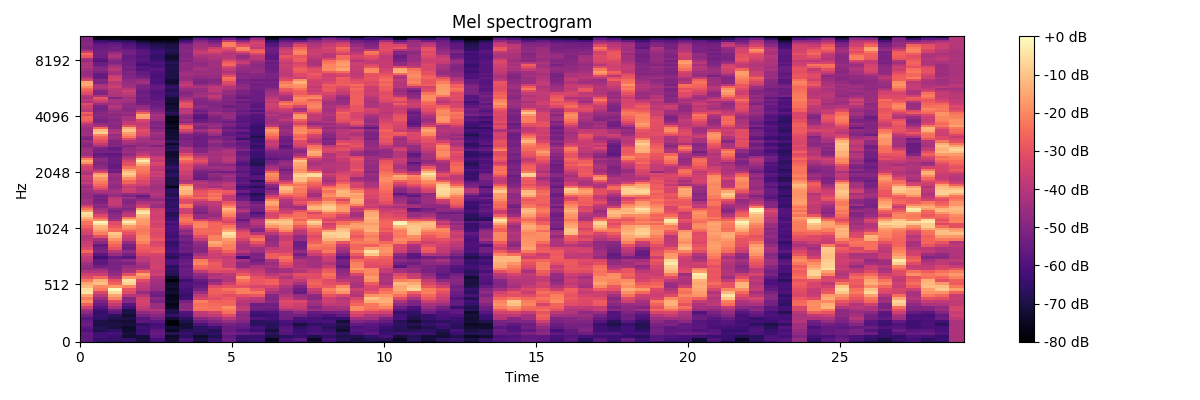 Mel spectrogram
Hz
8192
4096
2048
1024
512
0
0 5 10 15 20 25
Time
+0 dB
-10 dB
-20 dB
-30 dB
-40 dB
-50 dB
-60 dB
-70 dB
-80 dB